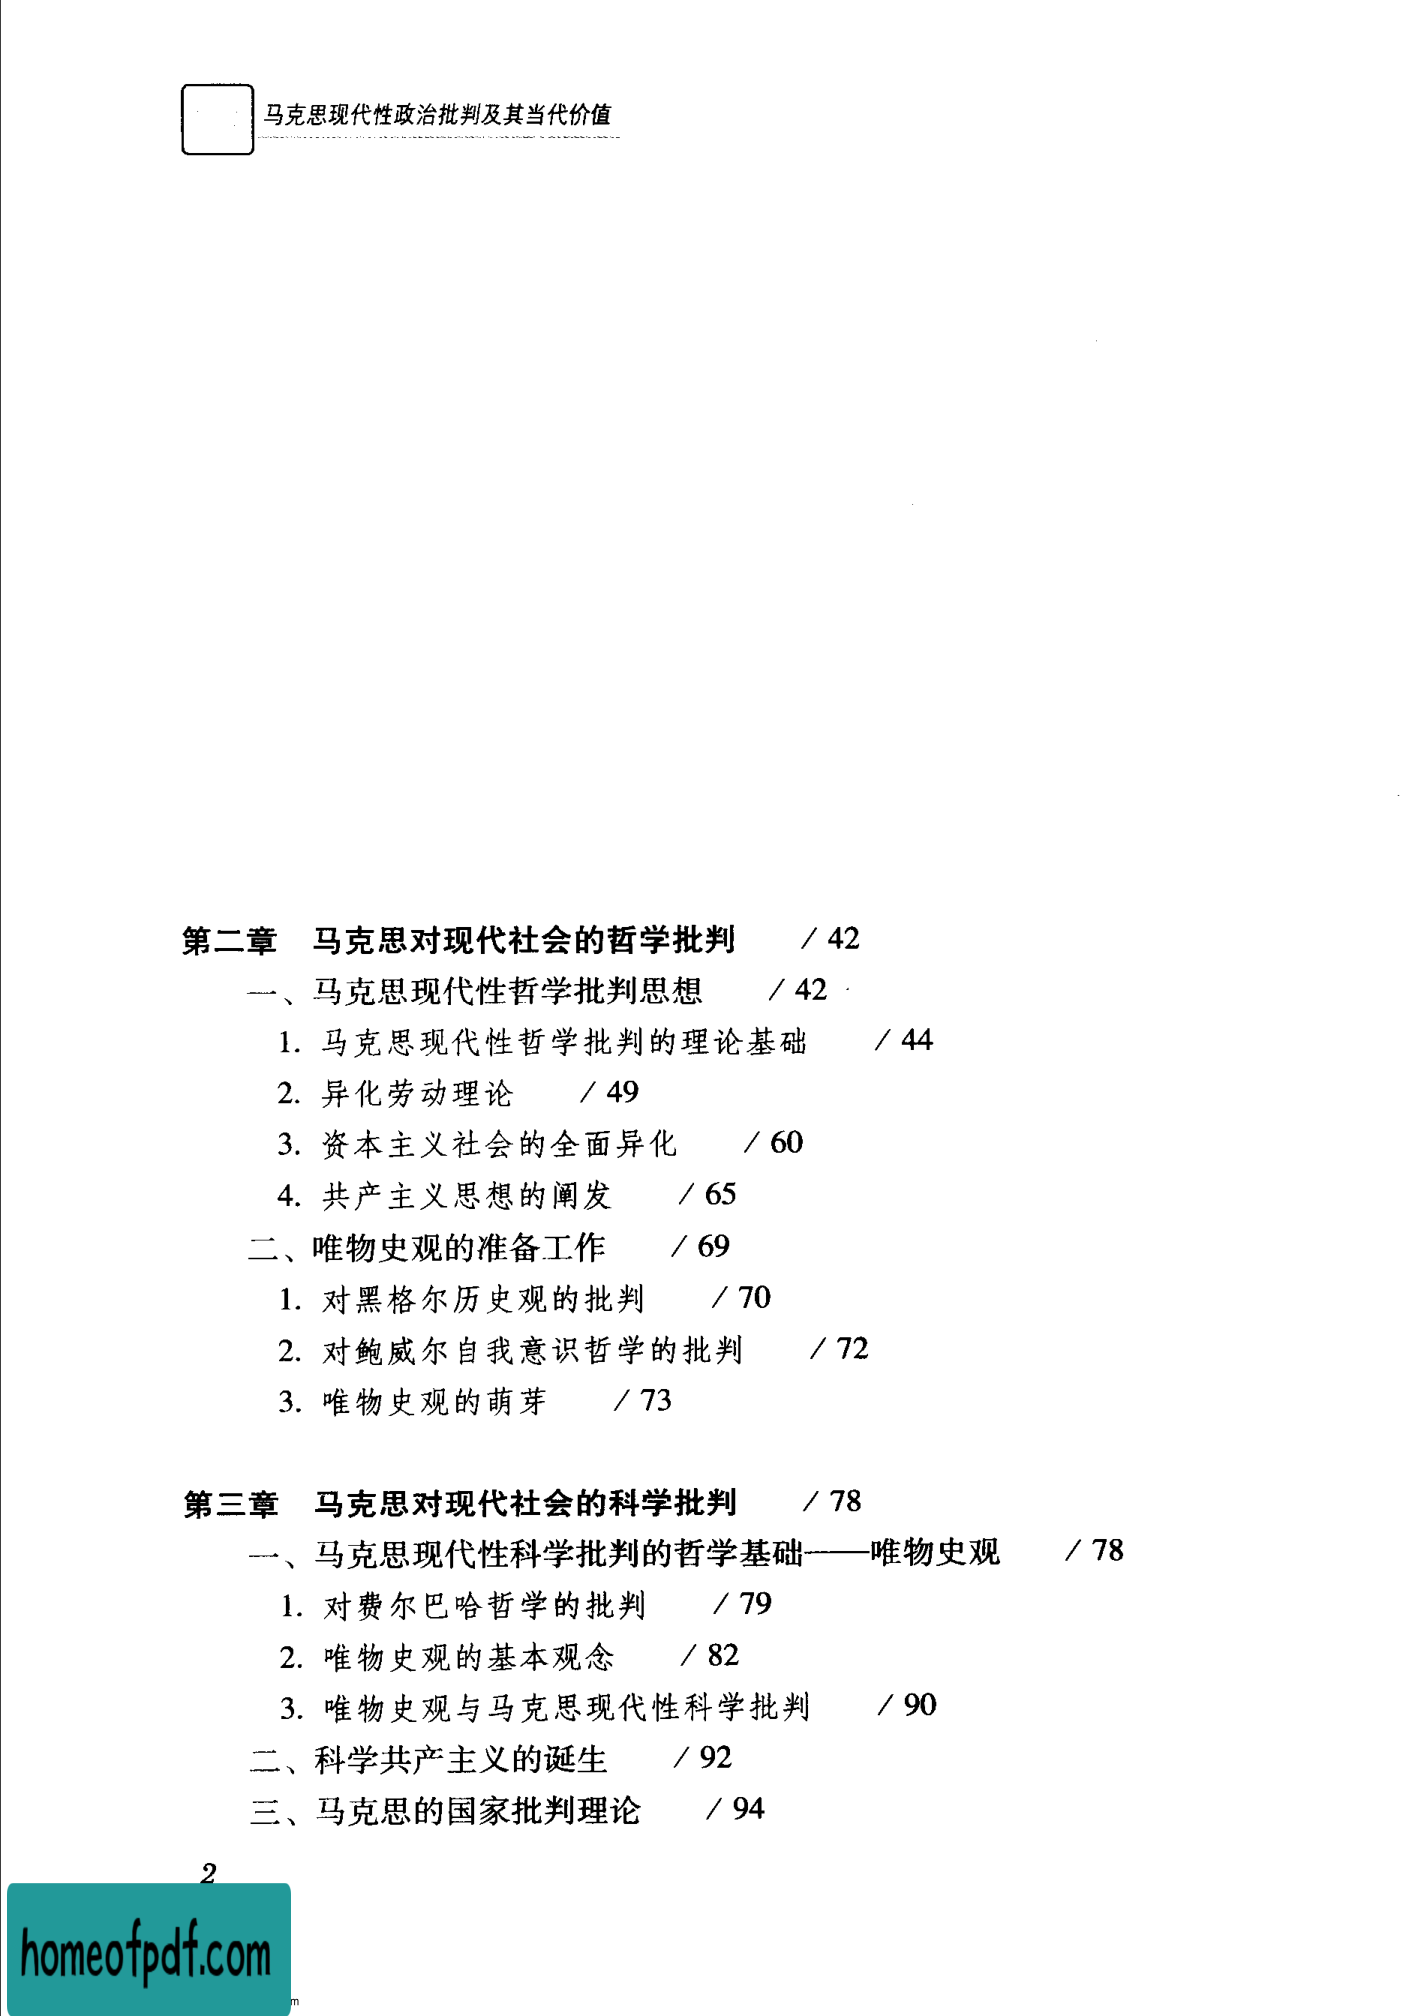 马克思现代性政治批判及其当代价值
第二章 马克思对现代社会的哲学批判 / 42
一、马克思现代性哲学批判思想 / 42
1. 马克思现代性哲学批判的理论基础 / 44
2. 异化劳动理论 / 49
3. 资本主义社会的全面异化 / 60
4. 共产主义思想的阐发 / 65
二、唯物史观的准备工作 / 69
1. 对黑格尔历史观的批判 / 70
2. 对鲍威尔自我意识哲学的批判 / 72
3. 唯物史观的萌芽 / 73
第三章 马克思对现代社会的科学批判 / 78
一、马克思现代性科学批判的哲学基础——唯物史观 / 78
1. 对费尔巴哈哲学的批判 / 79
2. 唯物史观的基本观念 / 82
3. 唯物史观与马克思现代性科学批判 / 90
二、科学共产主义的诞生 / 92
三、马克思的国家批判理论 / 94
2
homeofpdf.com
m